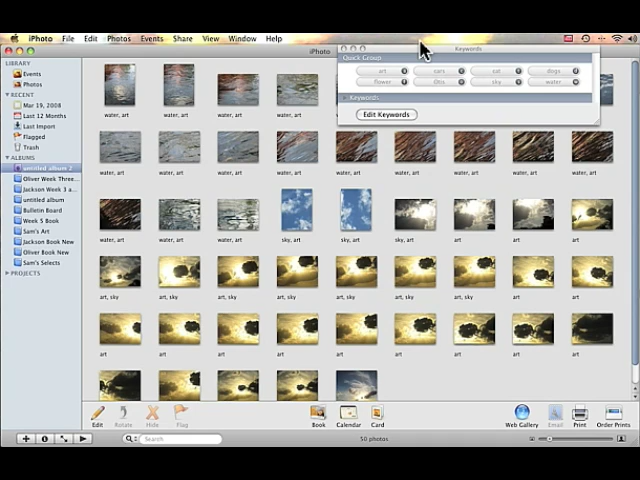 iPhoto File Edit Photos Events Share View Window Help
iPhoto
Keywords
Quick Group
art cars cat dogs
flower Otis sky water
Keywords
Edit Keywords
LIBRARY
Events
Photos
RECENT
Mar 19, 2008
Last 12 Months
Last Import
Flagged
Trash
ALBUMS
untitled album 2
Oliver Week Three...
Jackson Week 3 a...
untitled album
Bulletin Board
Week 5 Book
Sam's Art
Jackson Book New
Oliver Book New
Sam's Selects
PROJECTS
water, art water, art water, art water, art
water, art water, art water, art water, art water, art water, art water, art water, art water, art
water, art water, art water, art sky, art sky, art sky, art sky, art sky, art sky, art
art, sky art, sky art, sky art, sky art, sky art, sky art, sky art art
art art art art art art art art art
Edit Rotate Hide Flag Book Calendar Card Web Gallery Email Print Order Prints
Search
50 photos